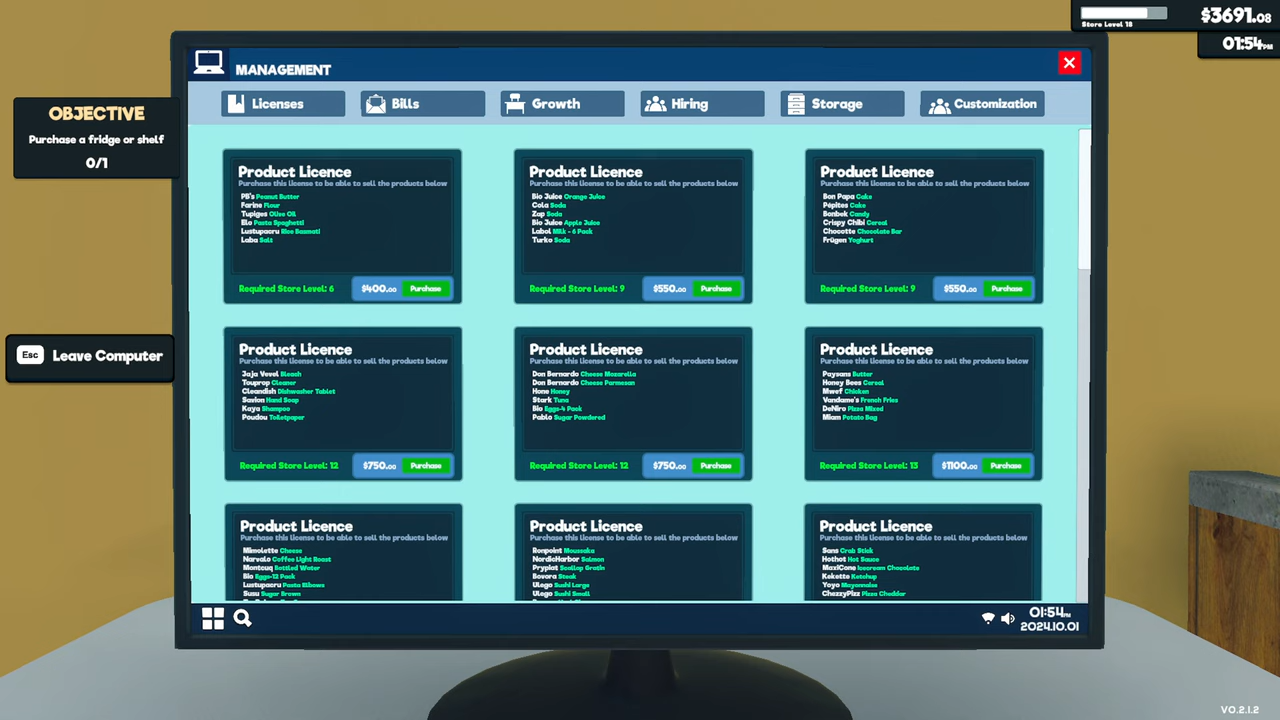 Store Level 18
$3691.08
01:54PM
MANAGEMENT
Licenses
Bills
Growth
Hiring
Storage
Customization
OBJECTIVE
Purchase a fridge or shelf
0/1
Esc Leave Computer
Product Licence
Purchase this license to be able to sell the products below
PB's Peanut Butter
Farine Flour
Tupiges Olive Oil
Elo Pasta Spaghetti
Lustupacru Rice Basmati
Laba Salt
Required Store Level: 6
$400.00
Purchase
Product Licence
Purchase this license to be able to sell the products below
Bio Juice Orange Juice
Cola Soda
Zap Soda
Bio Juice Apple Juice
Labol Milk - 6 Pack
Turko Soda
Required Store Level: 9
$550.00
Purchase
Product Licence
Purchase this license to be able to sell the products below
Bon Papa Cake
Pépites Cake
Bonbek Candy
Crispy Chibi Cereal
Chocotte Chocolate Bar
Frügen Yoghurt
Required Store Level: 9
$550.00
Purchase
Product Licence
Purchase this license to be able to sell the products below
Jaja Vevel Bleach
Touprop Cleaner
Cleandish Dishwasher Tablet
Savion Hand Soap
Kaya Shampoo
Poudou Toiletpaper
Required Store Level: 12
$750.00
Purchase
Product Licence
Purchase this license to be able to sell the products below
Don Bernardo Cheese Mozarella
Don Bernardo Cheese Parmesan
Hone Honey
Stark Tuna
Bio Eggs-4 Pack
Pablo Sugar Powdered
Required Store Level: 12
$750.00
Purchase
Product Licence
Purchase this license to be able to sell the products below
Paysans Butter
Honey Bees Cereal
Mwef Chicken
Vandame's French Fries
DeNiro Pizza Mixed
Miam Potato Bag
Required Store Level: 13
$1100.00
Purchase
Product Licence
Purchase this license to be able to sell the products below
Mimolette Cheese
Narvalo Coffee Light Roast
Montcuq Bottled Water
Bio Eggs-12 Pack
Lustupacru Pasta Elbows
Susu Sugar Brown
Product Licence
Purchase this license to be able to sell the products below
Ronpoint Moussaka
NordicHarbor Salmon
Prypiat Scallop Gratin
Bovora Steak
Ulego Sushi Large
Ulego Sushi Small
Product Licence
Purchase this license to be able to sell the products below
Sans Crab Stick
Hothot Hot Sauce
MaxiCone Icecream Chocolate
Kekette Ketchup
Yoyo Mayonnaise
ChezzyPizz Pizza Cheddar
01:54PM
2024.10.01
V0.2.1.2